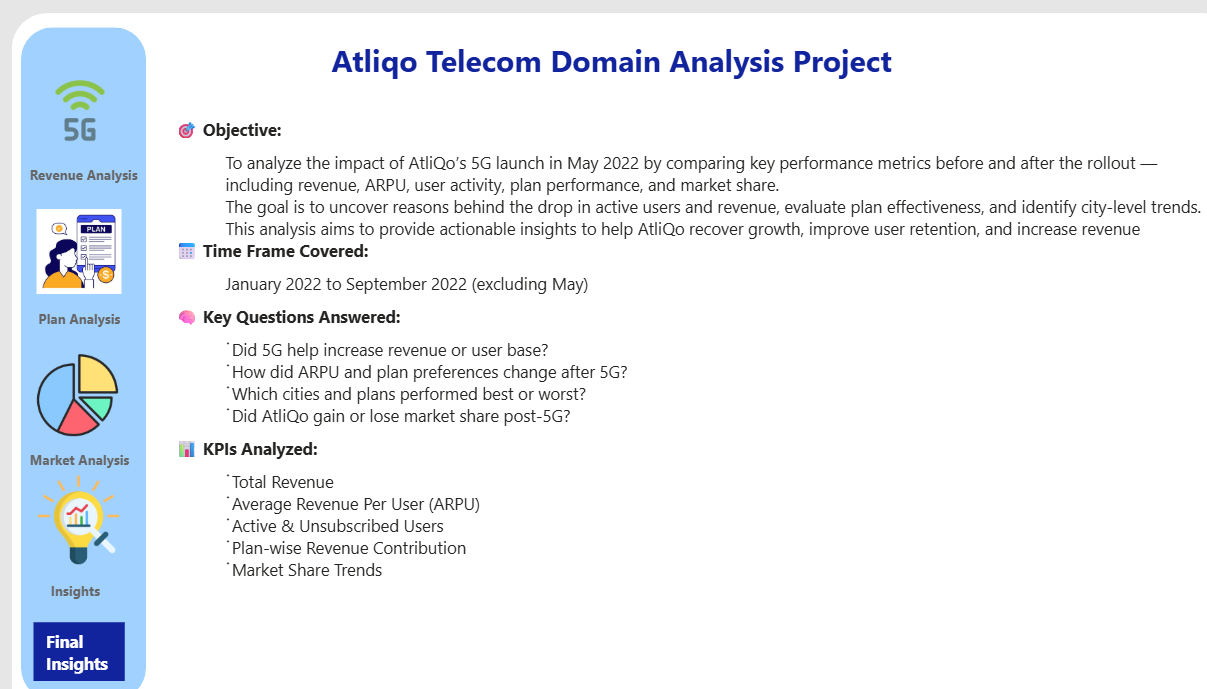 Atliqo Telecom Domain Analysis Project
5G
Revenue Analysis
PLAN
$
Plan Analysis
Market Analysis
Insights
Final
Insights
🎯 Objective:
To analyze the impact of AtliQo’s 5G launch in May 2022 by comparing key performance metrics before and after the rollout —
including revenue, ARPU, user activity, plan performance, and market share.
The goal is to uncover reasons behind the drop in active users and revenue, evaluate plan effectiveness, and identify city-level trends.
This analysis aims to provide actionable insights to help AtliQo recover growth, improve user retention, and increase revenue
Time Frame Covered:
January 2022 to September 2022 (excluding May)
🧠 Key Questions Answered:
˙Did 5G help increase revenue or user base?
˙How did ARPU and plan preferences change after 5G?
˙Which cities and plans performed best or worst?
˙Did AtliQo gain or lose market share post-5G?
📊 KPIs Analyzed:
˙Total Revenue
˙Average Revenue Per User (ARPU)
˙Active & Unsubscribed Users
˙Plan-wise Revenue Contribution
˙Market Share Trends